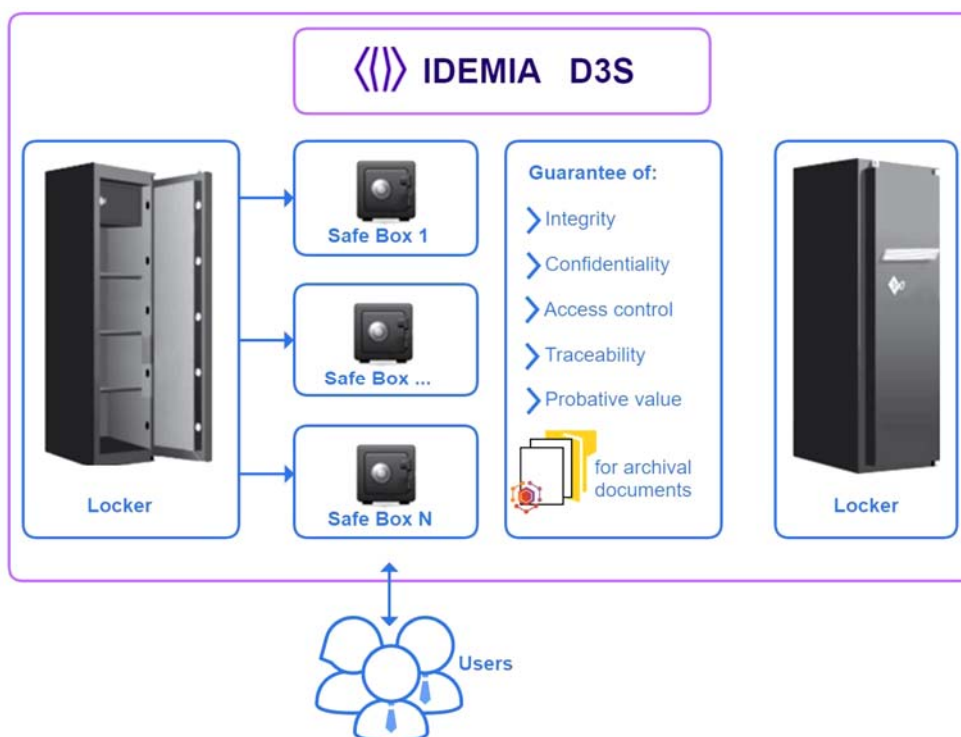 IDEMIA D3S
Locker
Safe Box 1
Safe Box ...
Safe Box N
Guarantee of:
Integrity
Confidentiality
Access control
Traceability
Probative value
for archival
documents
Locker
Users